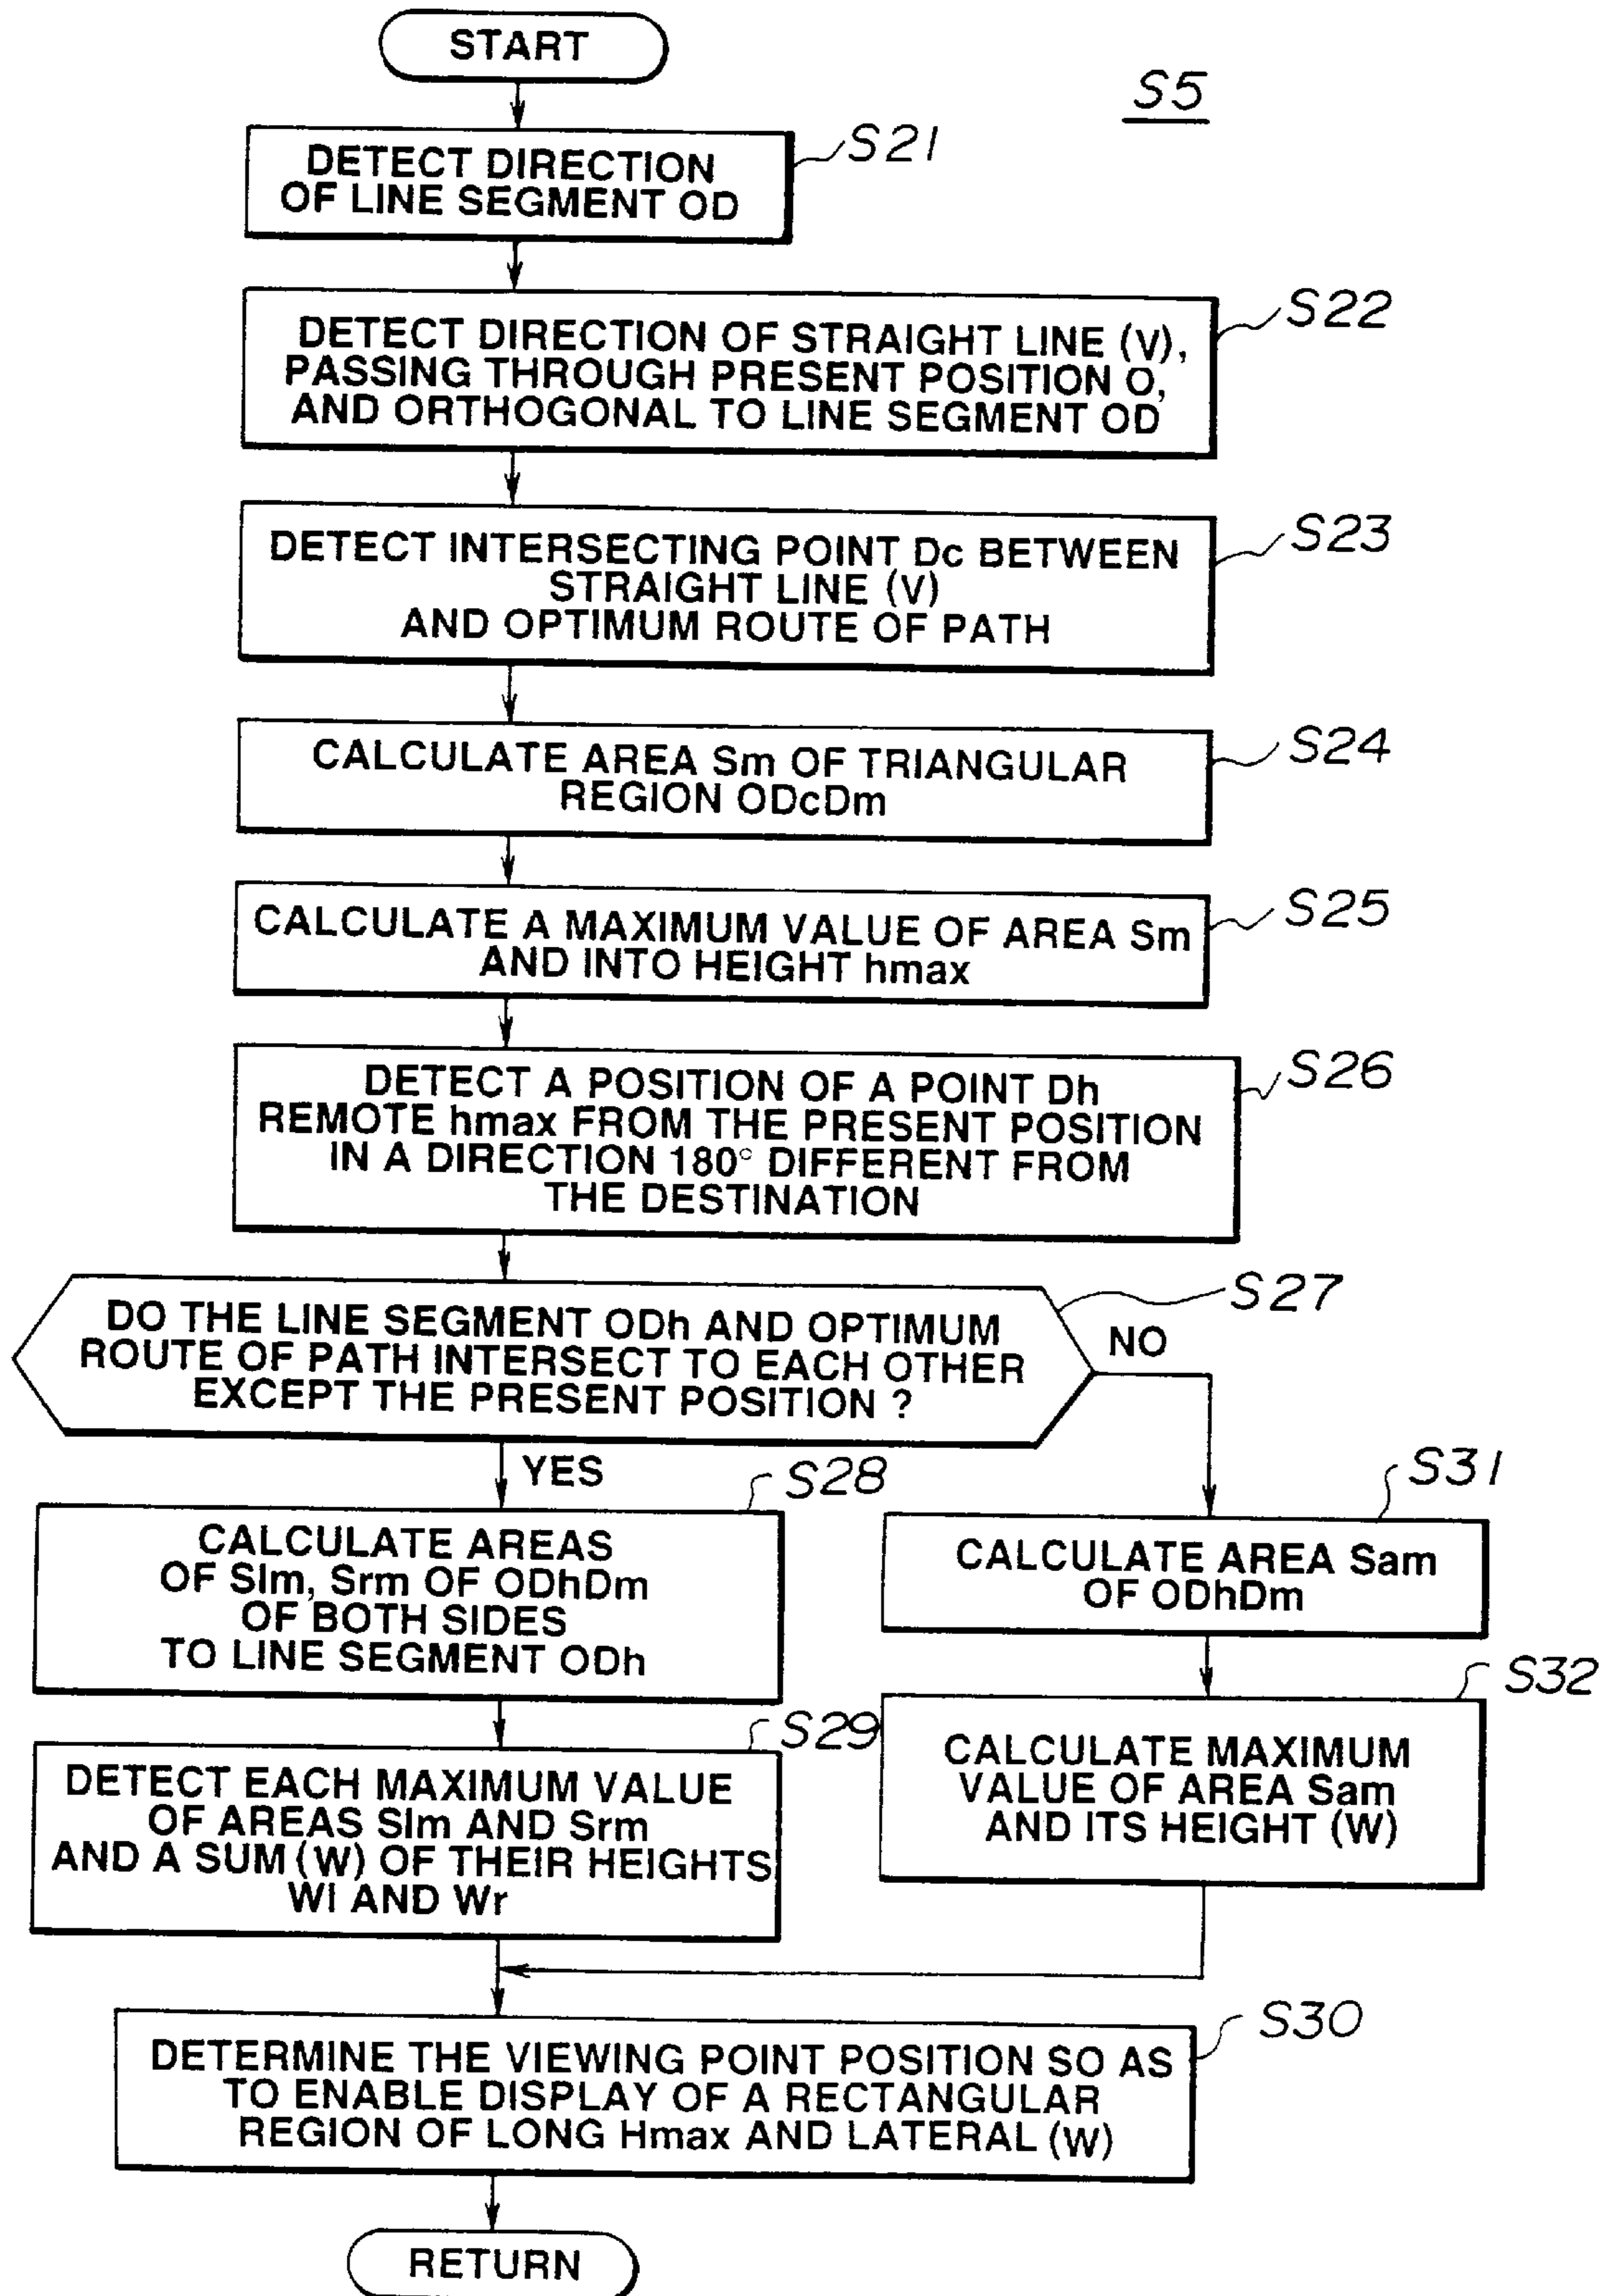 START
S5
S21
DETECT DIRECTION
OF LINE SEGMENT OD
S22
DETECT DIRECTION OF STRAIGHT LINE (V),
PASSING THROUGH PRESENT POSITION O,
AND ORTHOGONAL TO LINE SEGMENT OD
S23
DETECT INTERSECTING POINT Dc BETWEEN
STRAIGHT LINE (V)
AND OPTIMUM ROUTE OF PATH
S24
CALCULATE AREA Sm OF TRIANGULAR
REGION ODcDm
S25
CALCULATE A MAXIMUM VALUE OF AREA Sm
AND INTO HEIGHT hmax
S26
DETECT A POSITION OF A POINT Dh
REMOTE hmax FROM THE PRESENT POSITION
IN A DIRECTION 180° DIFFERENT FROM
THE DESTINATION
S27
DO THE LINE SEGMENT ODh AND OPTIMUM
ROUTE OF PATH INTERSECT TO EACH OTHER
EXCEPT THE PRESENT POSITION ?
NO
YES
S28
CALCULATE AREAS
OF Slm, Srm OF ODhDm
OF BOTH SIDES
TO LINE SEGMENT ODh
S31
CALCULATE AREA Sam
OF ODhDm
S29
DETECT EACH MAXIMUM VALUE
OF AREAS Slm AND Srm
AND A SUM (W) OF THEIR HEIGHTS
Wl AND Wr
S32
CALCULATE MAXIMUM
VALUE OF AREA Sam
AND ITS HEIGHT (W)
S30
DETERMINE THE VIEWING POINT POSITION SO AS
TO ENABLE DISPLAY OF A RECTANGULAR
REGION OF LONG Hmax AND LATERAL (W)
RETURN